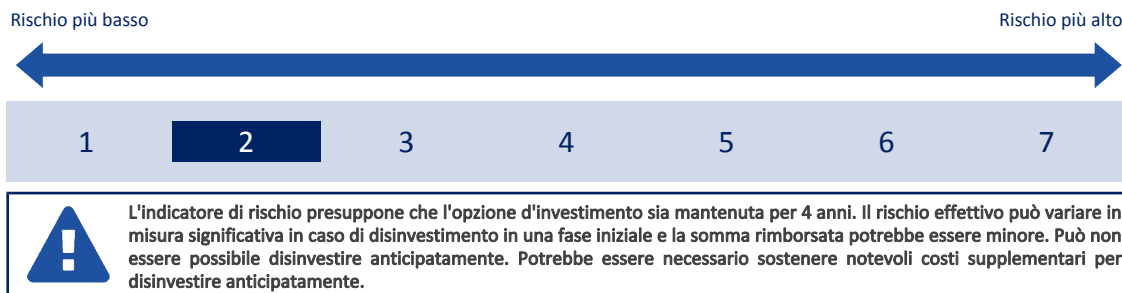 Rischio più basso Rischio più alto
1 2 3 4 5 6 7
L'indicatore di rischio presuppone che l'opzione d'investimento sia mantenuta per 4 anni. Il rischio effettivo può variare in
misura significativa in caso di disinvestimento in una fase iniziale e la somma rimborsata potrebbe essere minore. Può non
essere possibile disinvestire anticipatamente. Potrebbe essere necessario sostenere notevoli costi supplementari per
disinvestire anticipatamente.